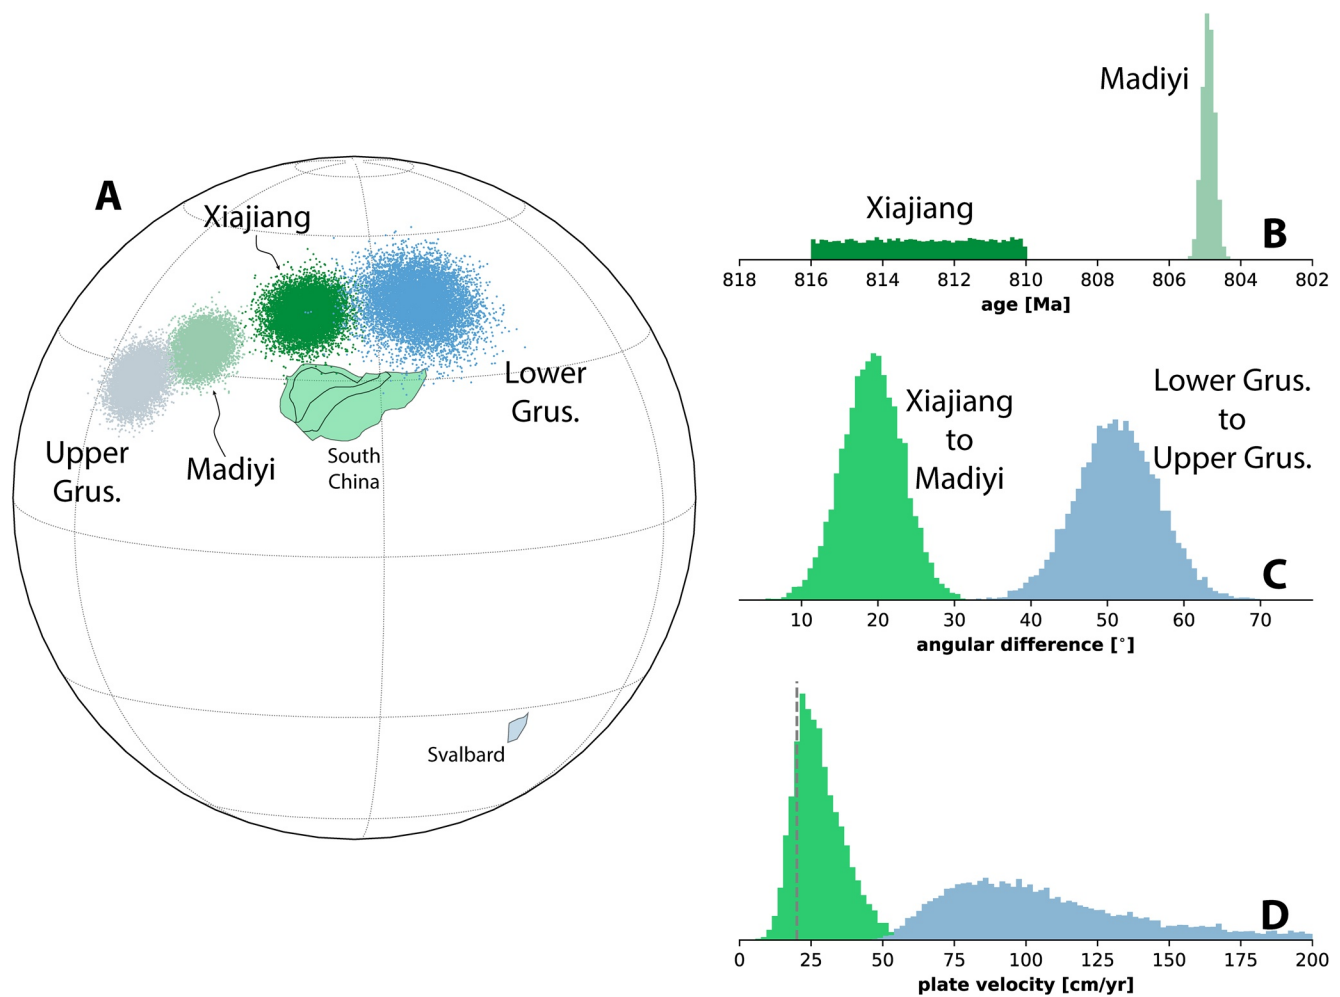 A
Xiajiang
Lower
Grus.
Upper
Grus.
Madiyi
South
China
Svalbard
Madiyi
Xiajiang
B
818 816 814 812 810 808 806 804 802
age [Ma]
Xiajiang
to
Madiyi
Lower Grus.
to
Upper Grus.
C
10 20 30 40 50 60 70
angular difference [°]
D
0 25 50 75 100 125 150 175 200
plate velocity [cm/yr]